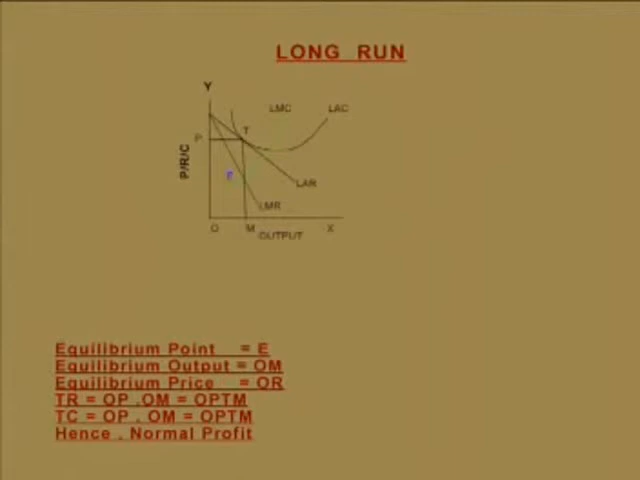 LONG RUN
Y
LMC LAC
P T
P/R/C
E
LAR
LMR
O M X
OUTPUT
Equilibrium Point = E
Equilibrium Output = OM
Equilibrium Price = OR
TR = OP .OM = OPTM
TC = OP . OM = OPTM
Hence , Normal Profit